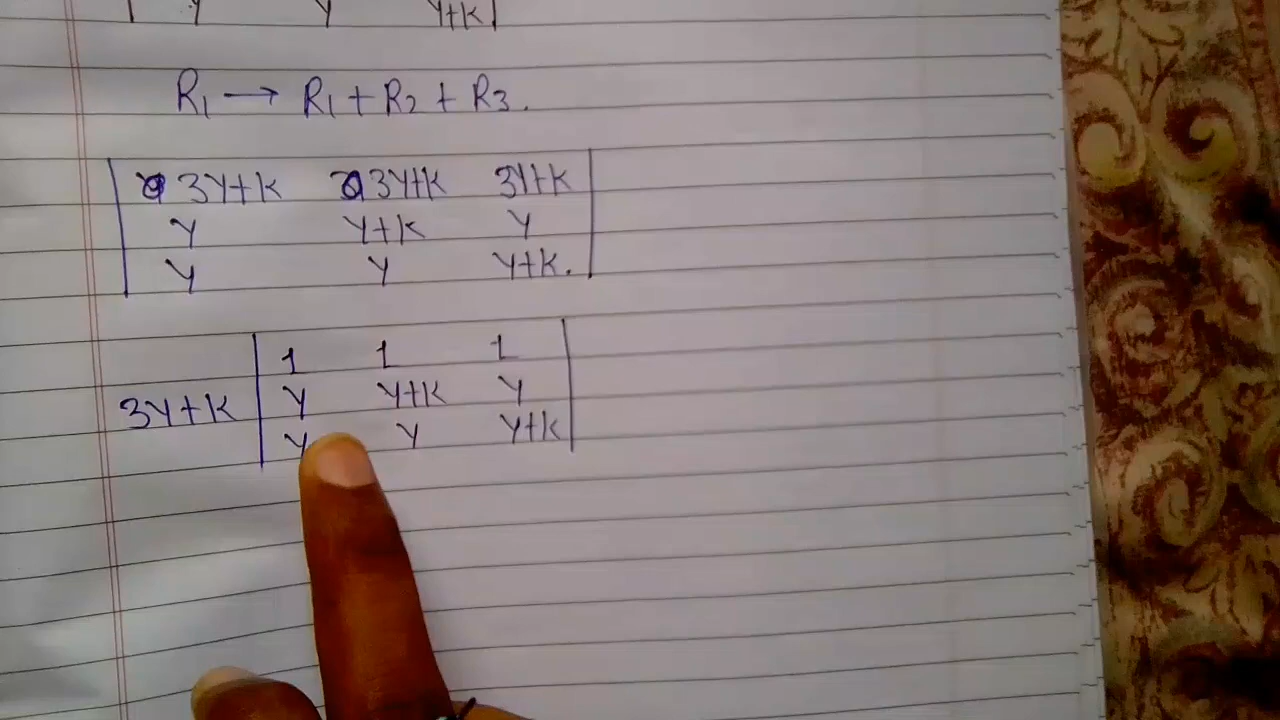 y y y+k
R1 → R1 + R2 + R3.
3y+k 3y+k 3y+k
y y+k y
y y y+k.
1 1 1
3y+k y y+k y
y y y+k